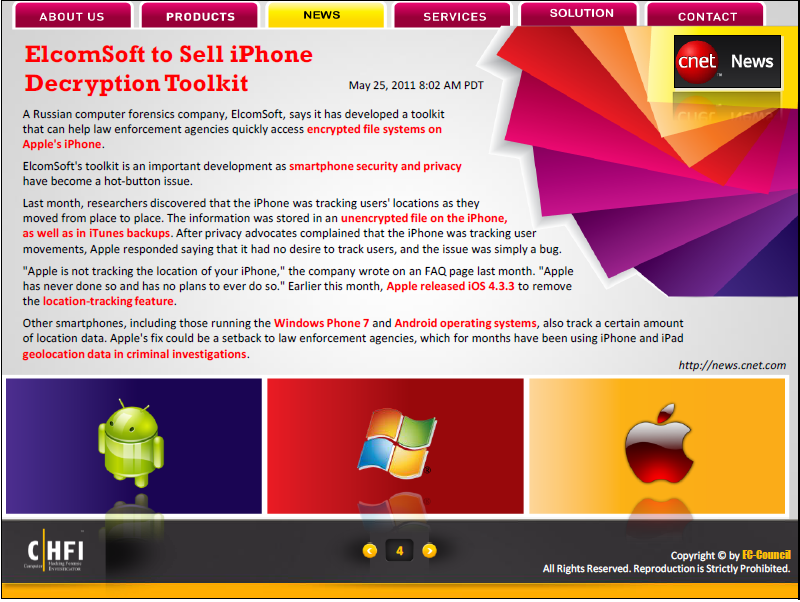 ABOUT US
PRODUCTS
NEWS
SERVICES
SOLUTION
CONTACT
ElcomSoft to Sell iPhone
Decryption Toolkit
May 25, 2011 8:02 AM PDT
cnet News
A Russian computer forensics company, ElcomSoft, says it has developed a toolkit
that can help law enforcement agencies quickly access encrypted file systems on
Apple's iPhone.
ElcomSoft's toolkit is an important development as smartphone security and privacy
have become a hot-button issue.
Last month, researchers discovered that the iPhone was tracking users' locations as they
moved from place to place. The information was stored in an unencrypted file on the iPhone,
as well as in iTunes backups. After privacy advocates complained that the iPhone was tracking user
movements, Apple responded saying that it had no desire to track users, and the issue was simply a bug.
"Apple is not tracking the location of your iPhone," the company wrote on an FAQ page last month. "Apple
has never done so and has no plans to ever do so." Earlier this month, Apple released iOS 4.3.3 to remove
the location-tracking feature.
Other smartphones, including those running the Windows Phone 7 and Android operating systems, also track a certain amount
of location data. Apple's fix could be a setback to law enforcement agencies, which for months have been using iPhone and iPad
geolocation data in criminal investigations.
http://news.cnet.com
CHFI
Computer Hacking Forensic
INVESTIGATOR
4
Copyright © by EC-Council
All Rights Reserved. Reproduction is Strictly Prohibited.